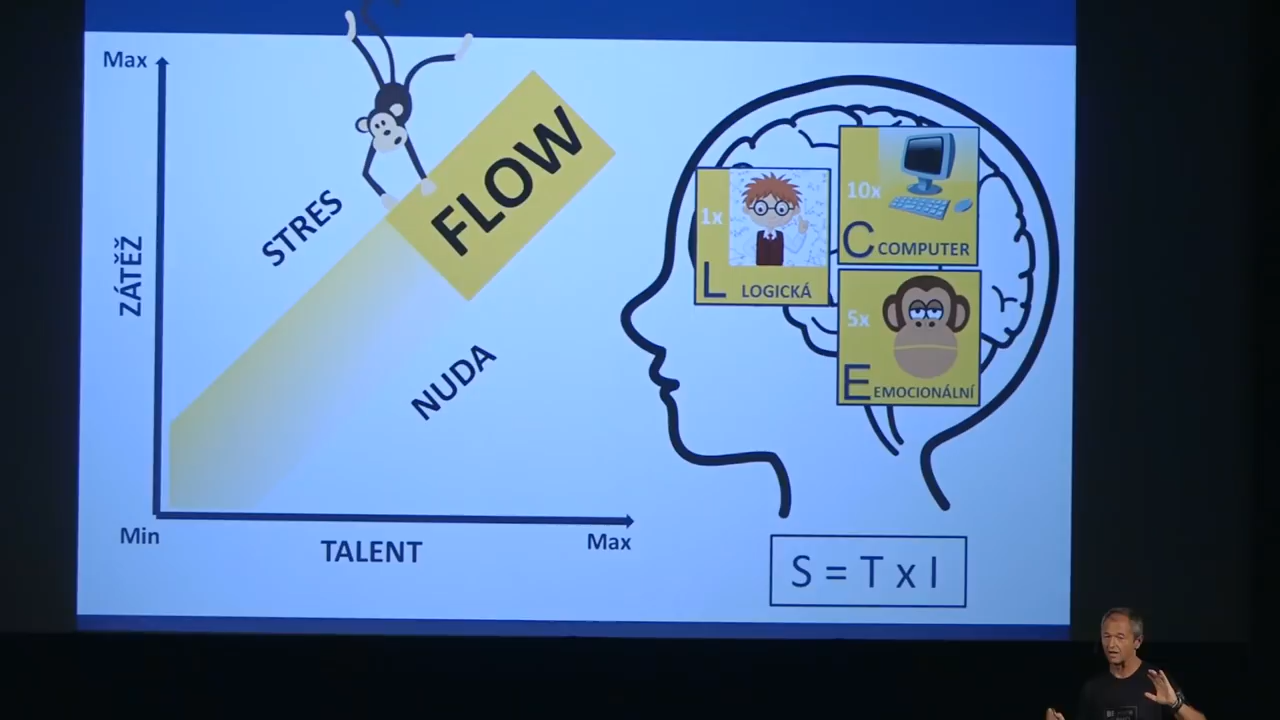 Max
FLOW
STRES
ZÁTĚŽ
NUDA
Min
TALENT
Max
1x
L LOGICKÁ
10x
C COMPUTER
5x
E EMOCIONÁLNÍ
S = T x I